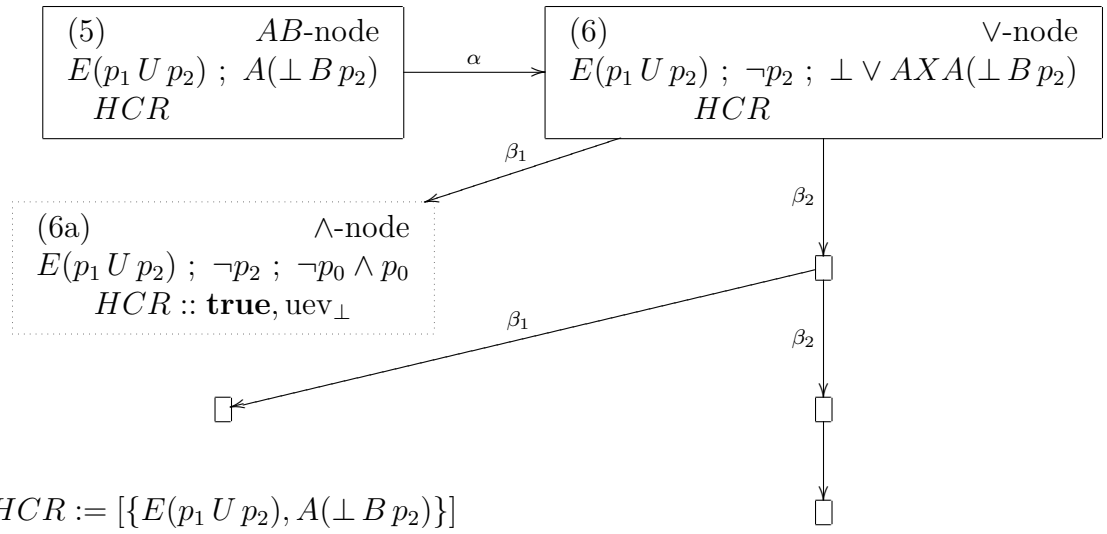 (5) AB-node
E(p₁ U p₂) ; A(⊥ B p₂)
HCR
α
(6) ∨-node
E(p₁ U p₂) ; ¬p₂ ; ⊥ ∨ AXA(⊥ B p₂)
HCR
β₁
β₂
(6a) ∧-node
E(p₁ U p₂) ; ¬p₂ ; ¬p₀ ∧ p₀
HCR :: true, uev⊥
β₁
β₂
HCR := [{E(p₁ U p₂), A(⊥ B p₂)}]